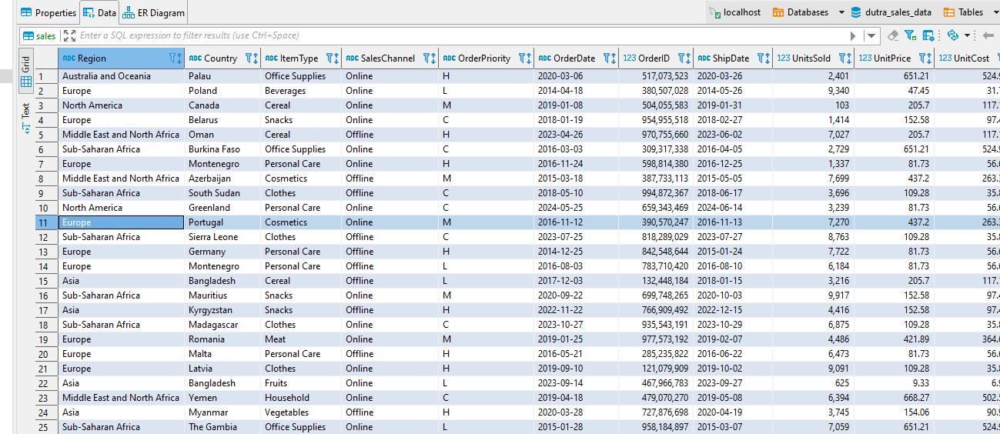 Properties Data ER Diagram localhost Databases dutra_sales_data Tables
sales Enter a SQL expression to filter results (use Ctrl+Space)
Grid
Text
ABC Region ABC Country ABC ItemType ABC SalesChannel ABC OrderPriority ABC OrderDate 123 OrderID ABC ShipDate 123 UnitsSold 123 UnitPrice 123 UnitCost
1 Australia and Oceania Palau Office Supplies Online H 2020-03-06 517,073,523 2020-03-26 2,401 651.21 524.9
2 Europe Poland Beverages Online L 2014-04-18 380,507,028 2014-05-26 9,340 47.45 31.7
3 North America Canada Cereal Online M 2019-01-08 504,055,583 2019-01-31 103 205.7 117.1
4 Europe Belarus Snacks Online C 2018-01-19 954,955,518 2018-02-27 1,414 152.58 97.4
5 Middle East and North Africa Oman Cereal Offline H 2023-04-26 970,755,660 2023-06-02 7,027 205.7 117.1
6 Sub-Saharan Africa Burkina Faso Office Supplies Online C 2016-03-03 309,317,338 2016-04-05 2,729 651.21 524.9
7 Europe Montenegro Personal Care Online H 2016-11-24 598,814,380 2016-12-25 1,337 81.73 56.6
8 Middle East and North Africa Azerbaijan Cosmetics Offline M 2015-03-18 387,733,113 2015-05-05 7,699 437.2 263.3
9 Sub-Saharan Africa South Sudan Clothes Offline C 2018-05-10 994,872,367 2018-06-17 3,696 109.28 35.8
10 North America Greenland Personal Care Online C 2024-05-25 659,343,469 2024-06-14 3,239 81.73 56.6
11 Europe Portugal Cosmetics Online M 2016-11-12 390,570,247 2016-11-13 7,270 437.2 263.3
12 Sub-Saharan Africa Sierra Leone Clothes Offline C 2023-07-25 818,289,029 2023-07-27 8,763 109.28 35.8
13 Europe Germany Personal Care Offline H 2014-12-25 842,548,644 2015-01-24 7,722 81.73 56.6
14 Europe Montenegro Personal Care Offline L 2016-08-03 783,710,420 2016-08-10 6,184 81.73 56.6
15 Asia Bangladesh Cereal Offline L 2017-12-03 132,448,184 2018-01-15 3,216 205.7 117.1
16 Sub-Saharan Africa Mauritius Snacks Online M 2020-09-22 699,748,265 2020-10-03 9,917 152.58 97.4
17 Asia Kyrgyzstan Snacks Offline H 2022-11-22 766,909,492 2022-12-15 4,416 152.58 97.4
18 Sub-Saharan Africa Madagascar Clothes Online C 2023-10-27 935,543,191 2023-10-29 6,875 109.28 35.8
19 Europe Romania Meat Online M 2019-01-25 977,573,192 2019-02-07 4,486 421.89 364.6
20 Europe Malta Personal Care Offline H 2016-05-21 285,235,822 2016-06-22 6,473 81.73 56.6
21 Europe Latvia Clothes Online H 2019-09-10 121,079,909 2019-10-02 9,091 109.28 35.8
22 Asia Bangladesh Fruits Online L 2023-09-14 467,966,783 2023-09-27 625 9.33 6.9
23 Middle East and North Africa Yemen Household Online C 2019-04-18 479,070,270 2019-05-08 6,394 668.27 502.5
24 Asia Myanmar Vegetables Offline H 2020-03-28 727,876,698 2020-04-19 3,745 154.06 90.9
25 Sub-Saharan Africa The Gambia Office Supplies Online L 2015-01-28 958,184,897 2015-03-07 7,059 651.21 524.9